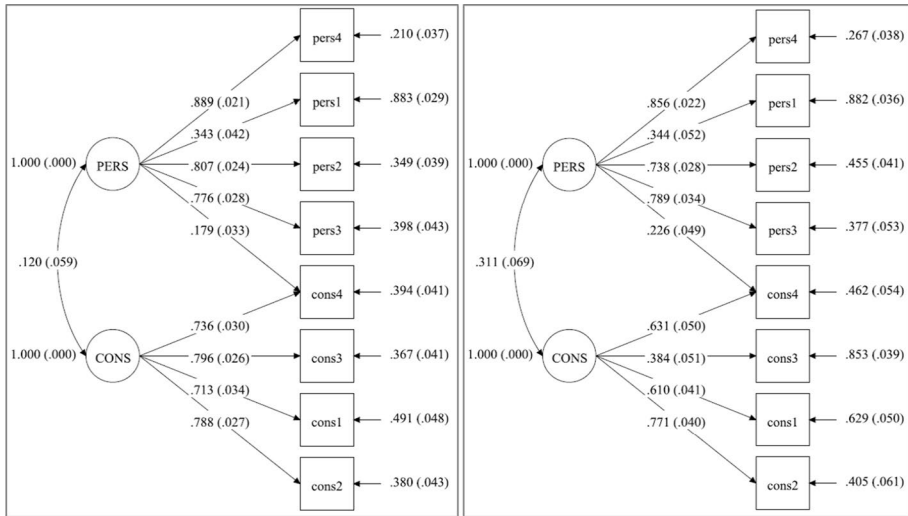 pers4
.210 (.037)
.889 (.021)
pers1
.883 (.029)
.343 (.042)
1.000 (.000)
PERS
.807 (.024)
pers2
.349 (.039)
.776 (.028)
pers3
.398 (.043)
.179 (.033)
.120 (.059)
cons4
.394 (.041)
.736 (.030)
1.000 (.000)
CONS
.796 (.026)
cons3
.367 (.041)
.713 (.034)
cons1
.491 (.048)
.788 (.027)
cons2
.380 (.043)
pers4
.267 (.038)
.856 (.022)
pers1
.882 (.036)
.344 (.052)
1.000 (.000)
PERS
.738 (.028)
pers2
.455 (.041)
.789 (.034)
pers3
.377 (.053)
.226 (.049)
.311 (.069)
cons4
.462 (.054)
.631 (.050)
1.000 (.000)
CONS
.384 (.051)
cons3
.853 (.039)
.610 (.041)
cons1
.629 (.050)
.771 (.040)
cons2
.405 (.061)